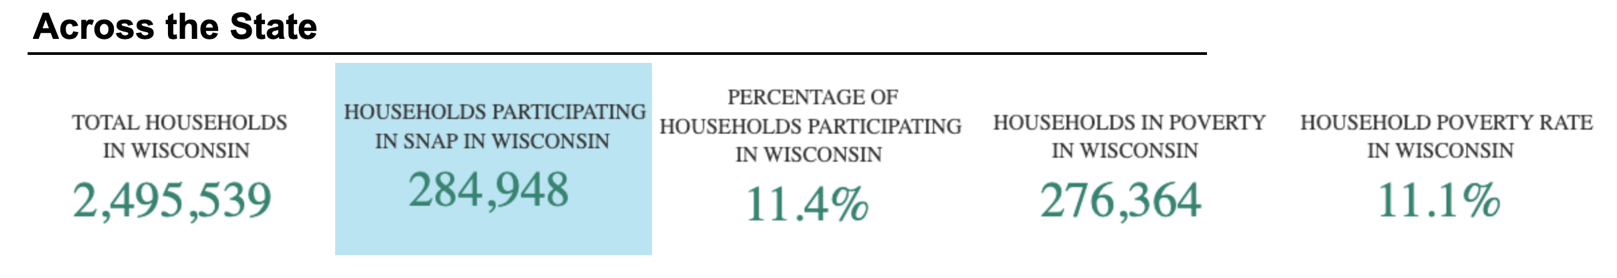 Across the State
TOTAL HOUSEHOLDS
IN WISCONSIN
2,495,539
HOUSEHOLDS PARTICIPATING
IN SNAP IN WISCONSIN
284,948
PERCENTAGE OF
HOUSEHOLDS PARTICIPATING
IN WISCONSIN
11.4%
HOUSEHOLDS IN POVERTY
IN WISCONSIN
276,364
HOUSEHOLD POVERTY RATE
IN WISCONSIN
11.1%